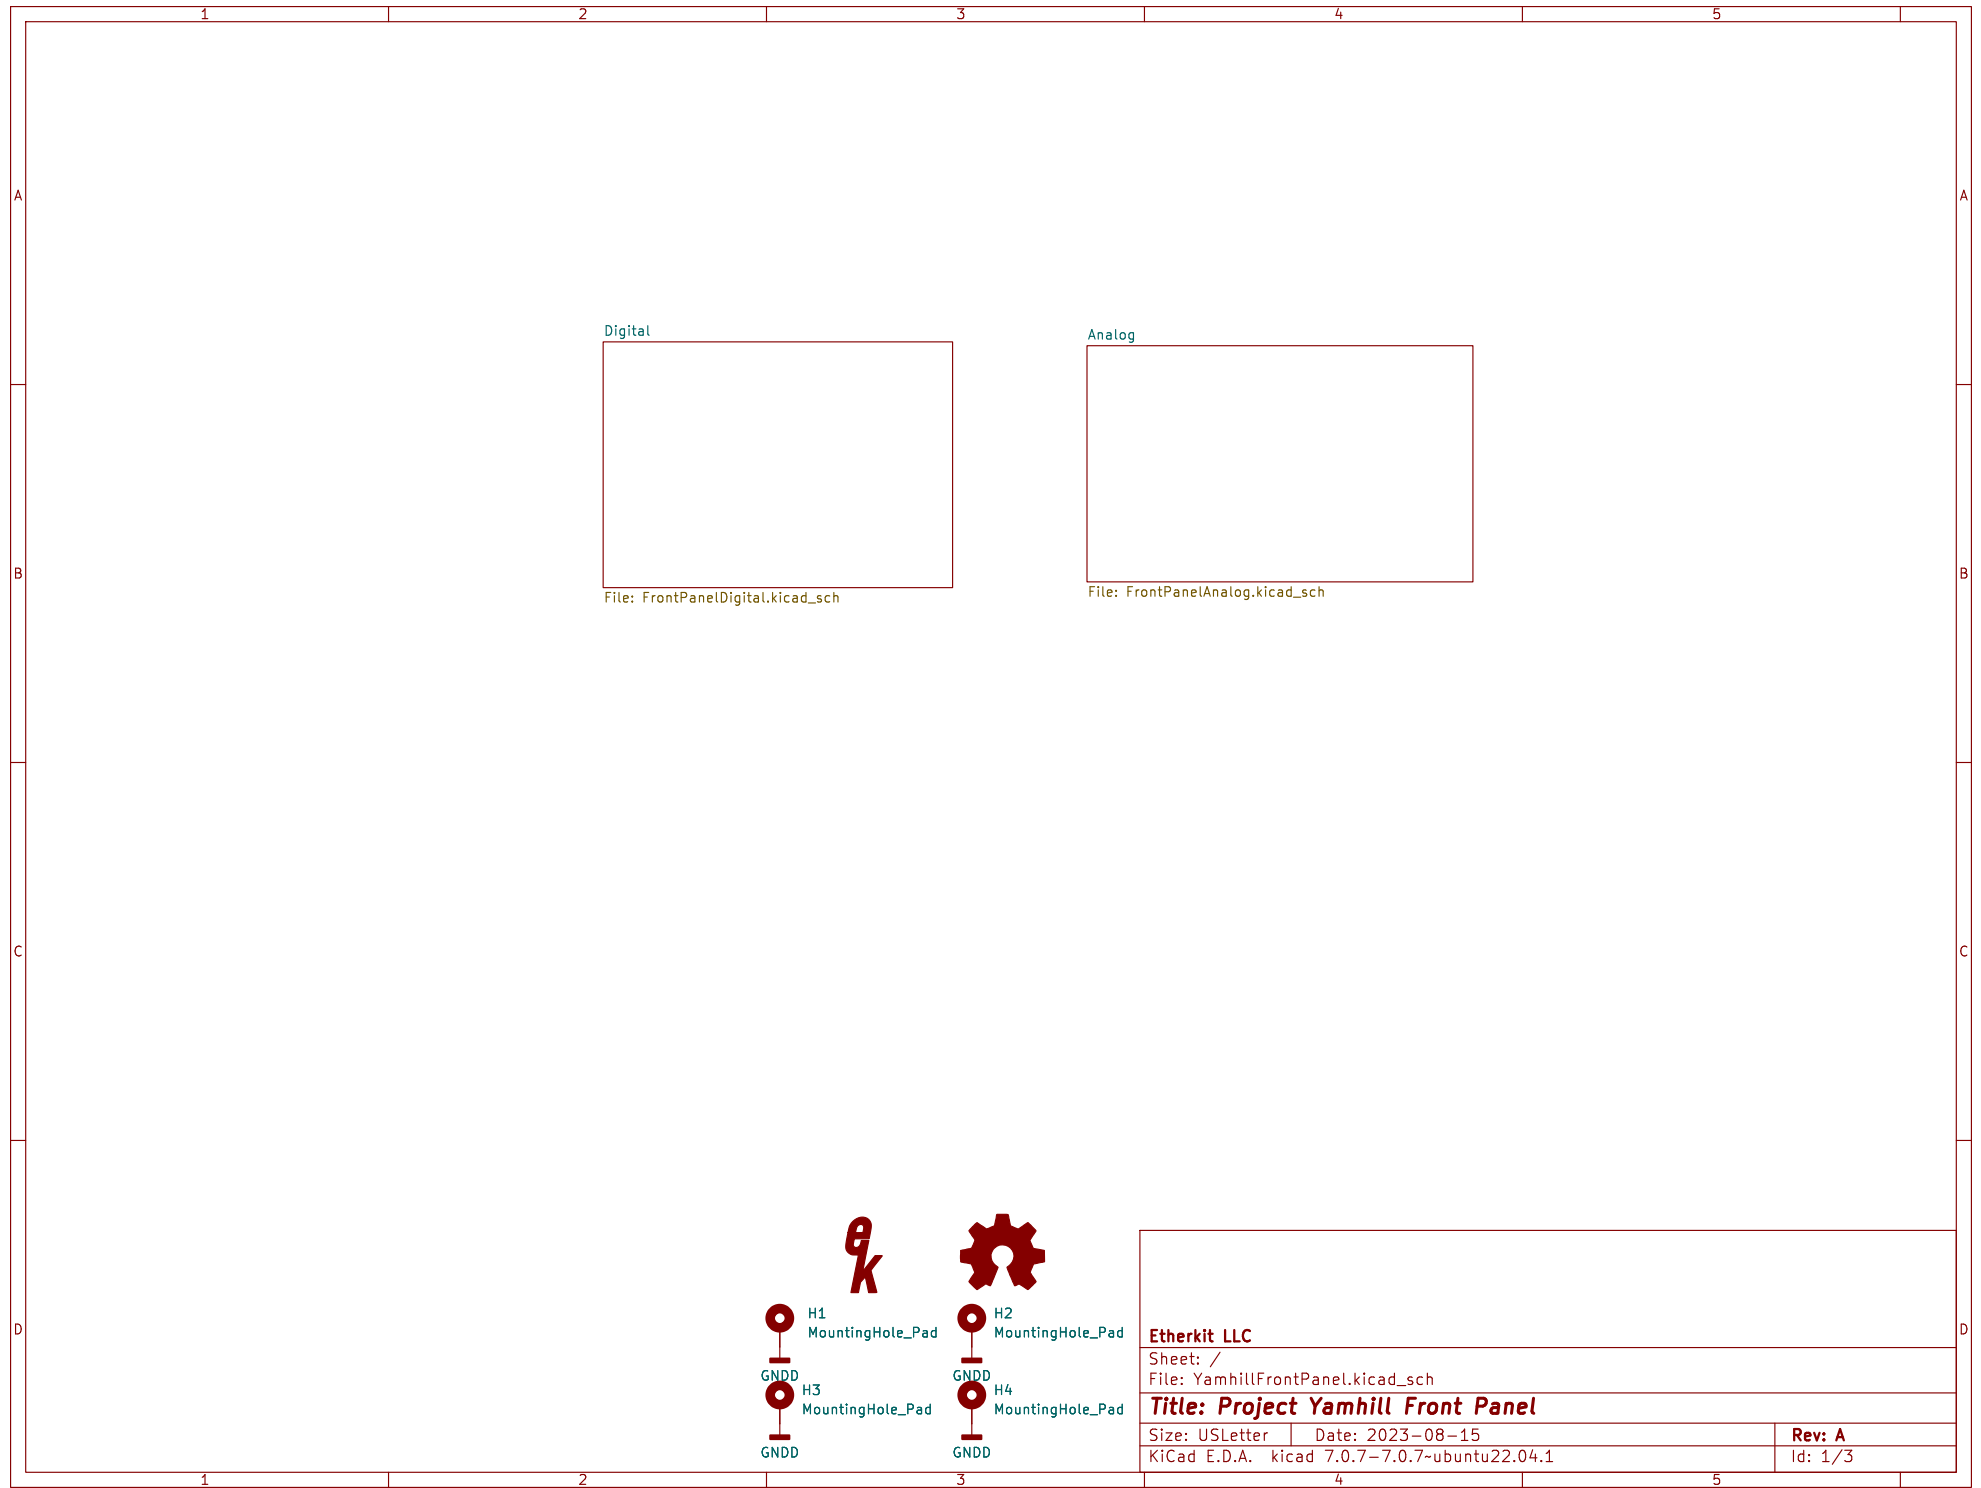 1 2 3 4 5
A A
Digital Analog
B B
File: FrontPanelDigital.kicad_sch File: FrontPanelAnalog.kicad_sch
C C
e
k
H1
MountingHole_Pad
GNDD
H2
MountingHole_Pad
GNDD
H3
MountingHole_Pad
GNDD
H4
MountingHole_Pad
GNDD
D D
Etherkit LLC
Sheet: /
File: YamhillFrontPanel.kicad_sch
Title: Project Yamhill Front Panel
Size: USLetter Date: 2023-08-15 Rev: A
KiCad E.D.A. kicad 7.0.7-7.0.7~ubuntu22.04.1 Id: 1/3
1 2 3 4 5